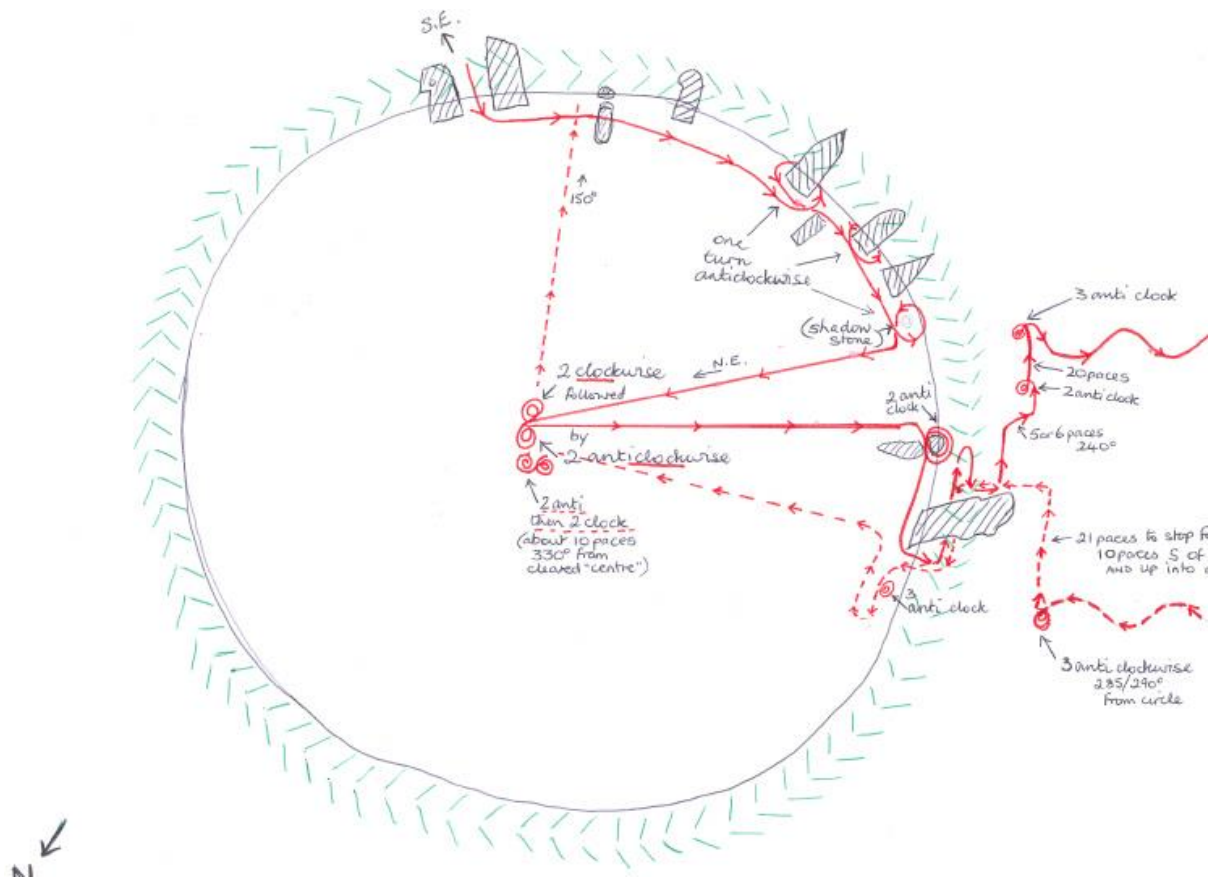 S.E.
150°
one
turn
anticlockwise
(shadow
stone)
N.E.
2 clockwise
followed
by
2 anticlockwise
2 anti
then 2 clock
(about 10 paces
330° from
cleared "centre")
2 anti
clock
3
anti clock
3 anti clock
20 paces
2 anti clock
5 or 6 paces
240°
21 paces to stop
10 paces S of
AND up into
3 anti clockwise
285/290°
from circle
N